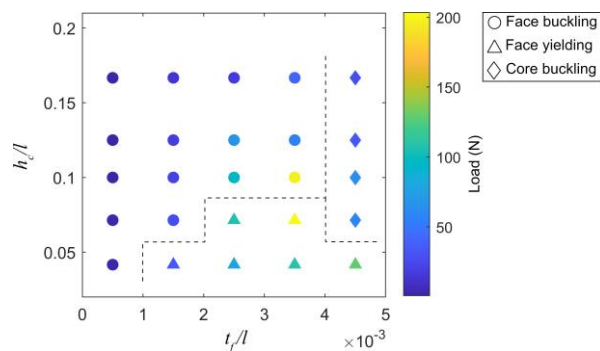 0.2
0.15
0.1
0.05
h_c/l
0
1
2
3
4
5
×10⁻³
t_f/l
200
150
100
50
Load (N)
Face buckling
Face yielding
Core buckling